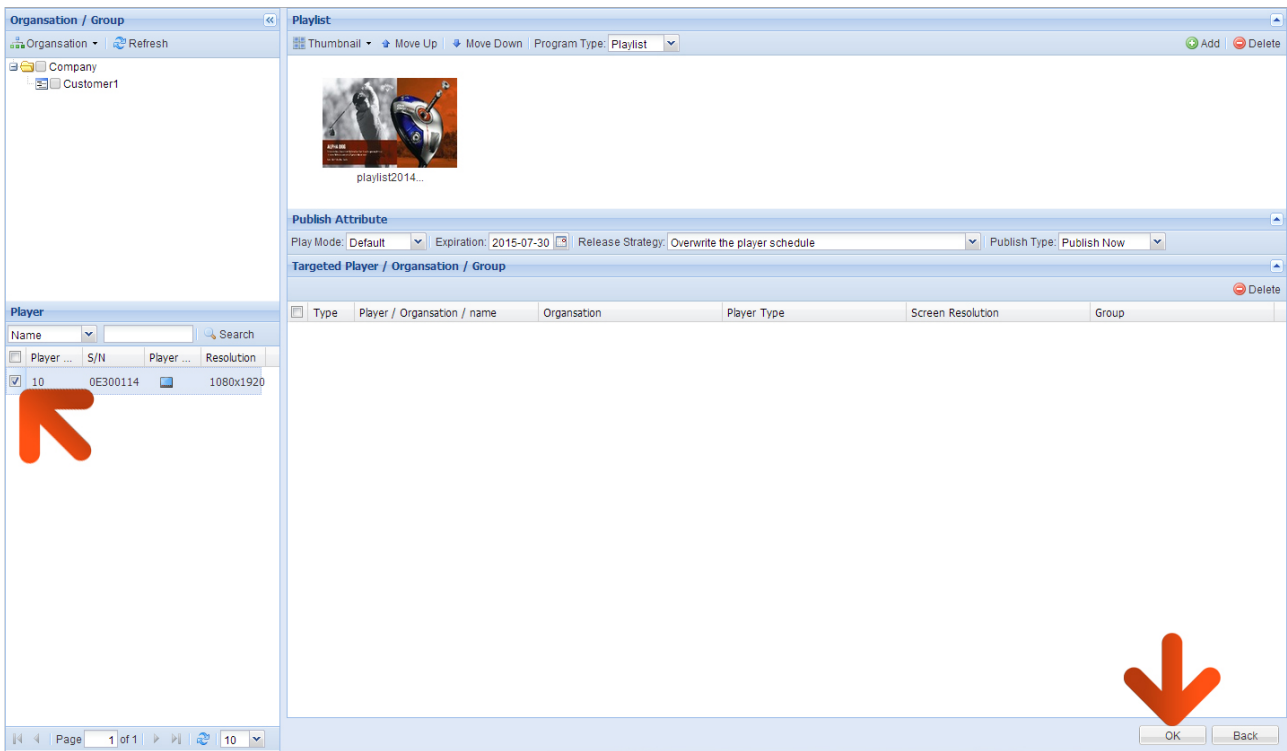 Organsation / Group
Organsation
Refresh
Company
Customer1
Player
Name
Search
Player ... S/N Player ... Resolution
10 0E300114 1080x1920
Page 1 of 1 10
Playlist
Thumbnail Move Up Move Down Program Type: Playlist Add Delete
ALPHA DOG
playlist2014...
Publish Attribute
Play Mode: Default Expiration: 2015-07-30 Release Strategy: Overwrite the player schedule Publish Type: Publish Now
Targeted Player / Organsation / Group
Delete
Type Player / Organsation / name Organsation Player Type Screen Resolution Group
OK Back